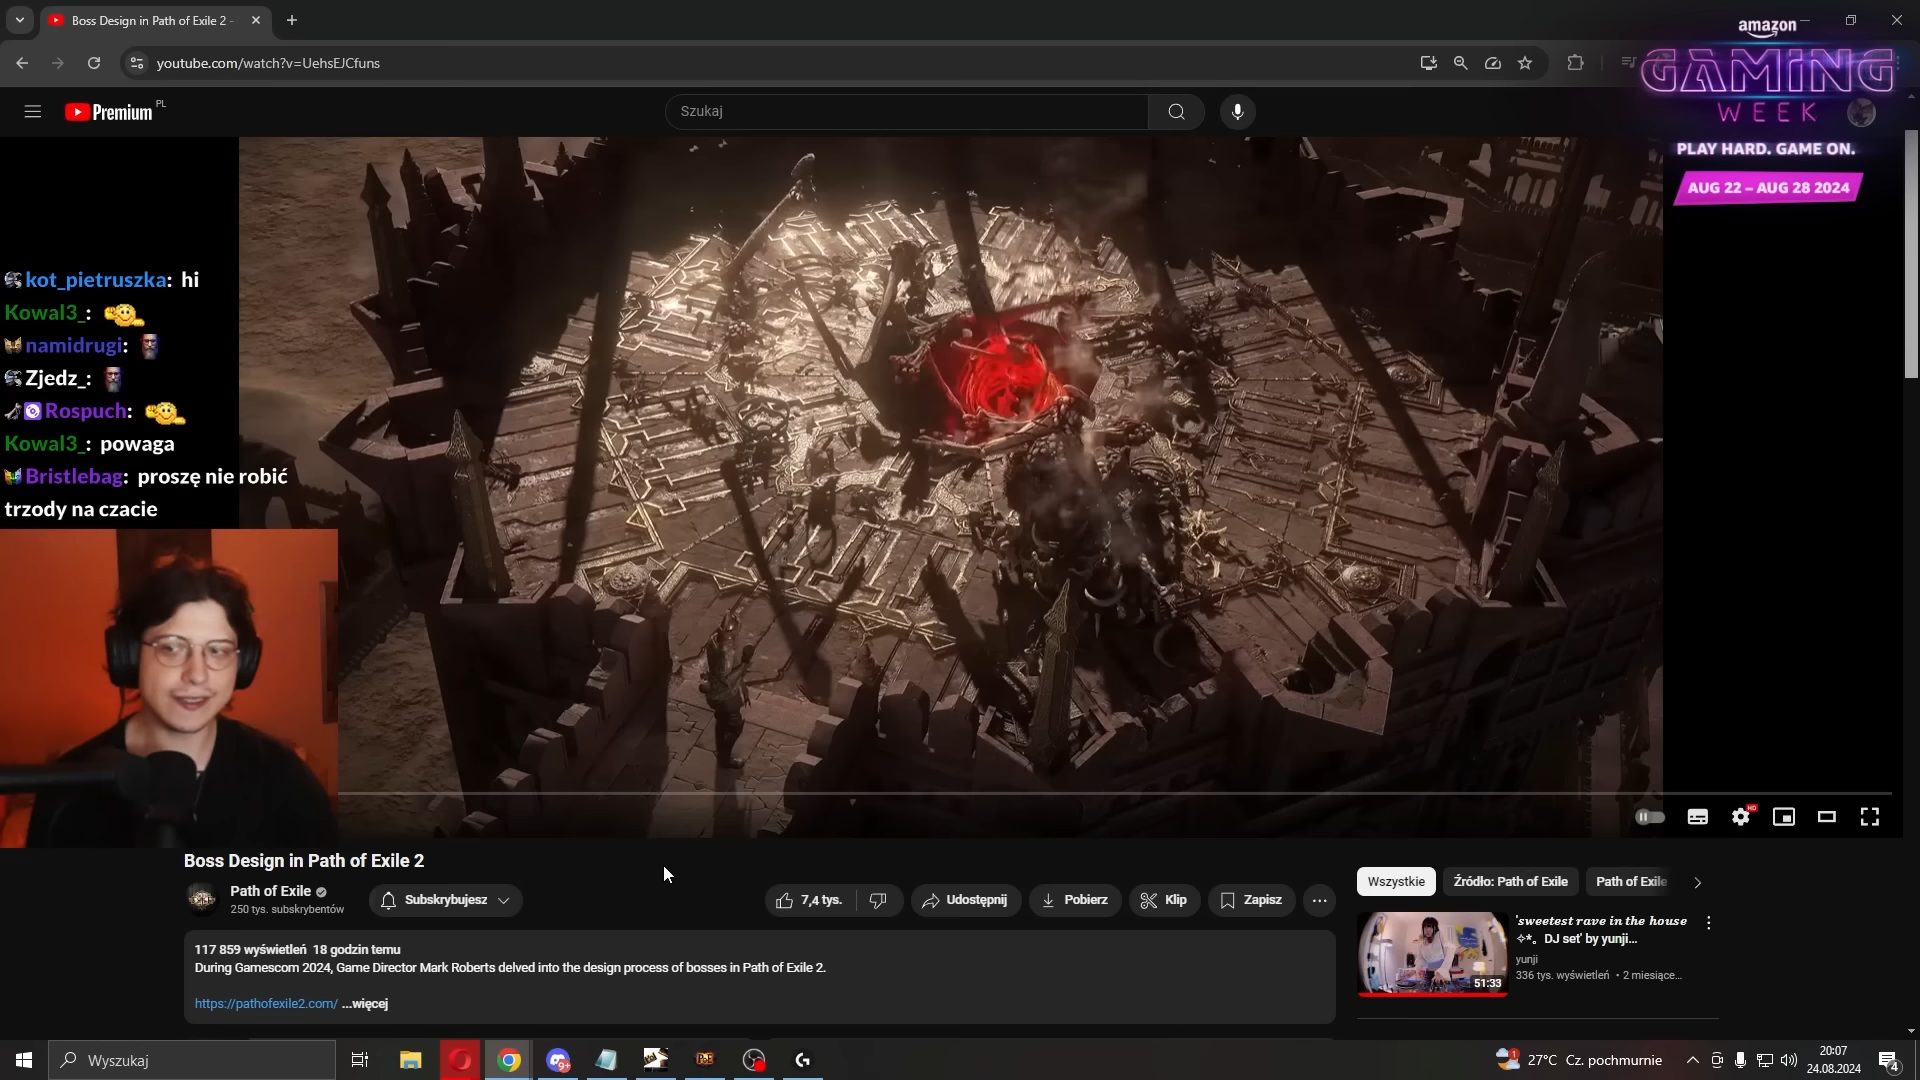 Boss Design in Path of Exile 2 -
youtube.com/watch?v=UehsEJCfuns
amazon
GAMING
WEEK
PLAY HARD. GAME ON.
AUG 22 – AUG 28 2024
Premium PL
Szukaj
kot_pietruszka: hi
Kowal3_:
namidrugi:
Zjedz_:
Rospuch:
Kowal3_: powaga
Bristlebag: proszę nie robić
trzody na czacie
HD
Boss Design in Path of Exile 2
Path of Exile
250 tys. subskrybentów
Subskrybujesz
7,4 tys.
Udostępnij
Pobierz
Klip
Zapisz
117 859 wyświetleń 18 godzin temu
During Gamescom 2024, Game Director Mark Roberts delved into the design process of bosses in Path of Exile 2.
https://pathofexile2.com/ ...więcej
Wszystkie
Źródło: Path of Exile
Path of Exile
'sweetest rave in the house
✧*。DJ set' by yunji...
yunji
336 tys. wyświetleń • 2 miesiące...
51:33
Wyszukaj
9+
PoE
1
27°C Cz. pochmurnie
20:07
24.08.2024
4